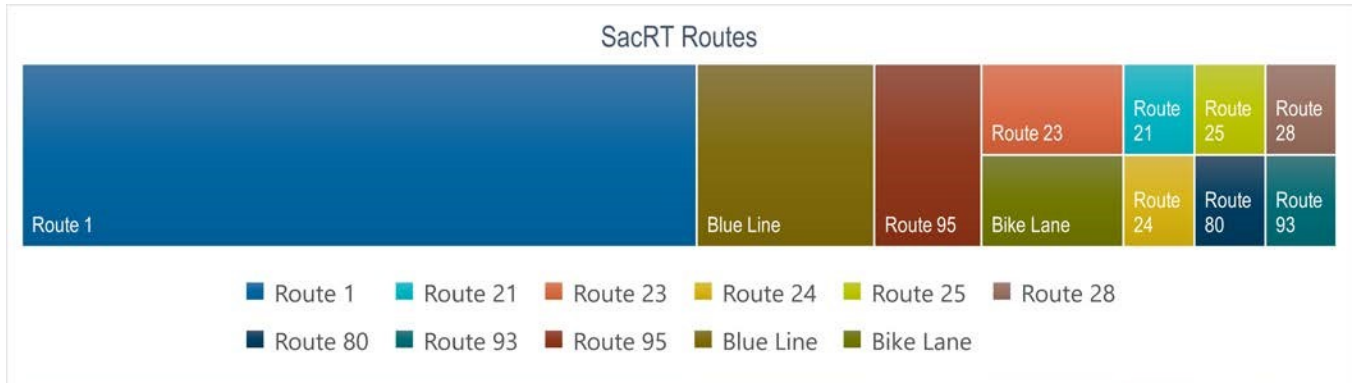 SacRT Routes
Route 1
Blue Line
Route 95
Route 23
Bike Lane
Route
21
Route
25
Route
28
Route
24
Route
80
Route
93
Route 1 Route 21 Route 23 Route 24 Route 25 Route 28
Route 80 Route 93 Route 95 Blue Line Bike Lane